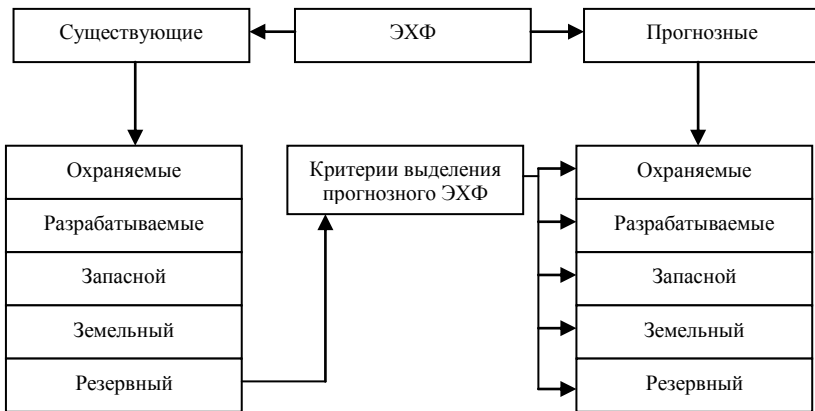 Существующие
ЭХФ
Прогнозные
Охраняемые
Разрабатываемые
Запасной
Земельный
Резервный
Критерии выделения
прогнозного ЭХФ
Охраняемые
Разрабатываемые
Запасной
Земельный
Резервный